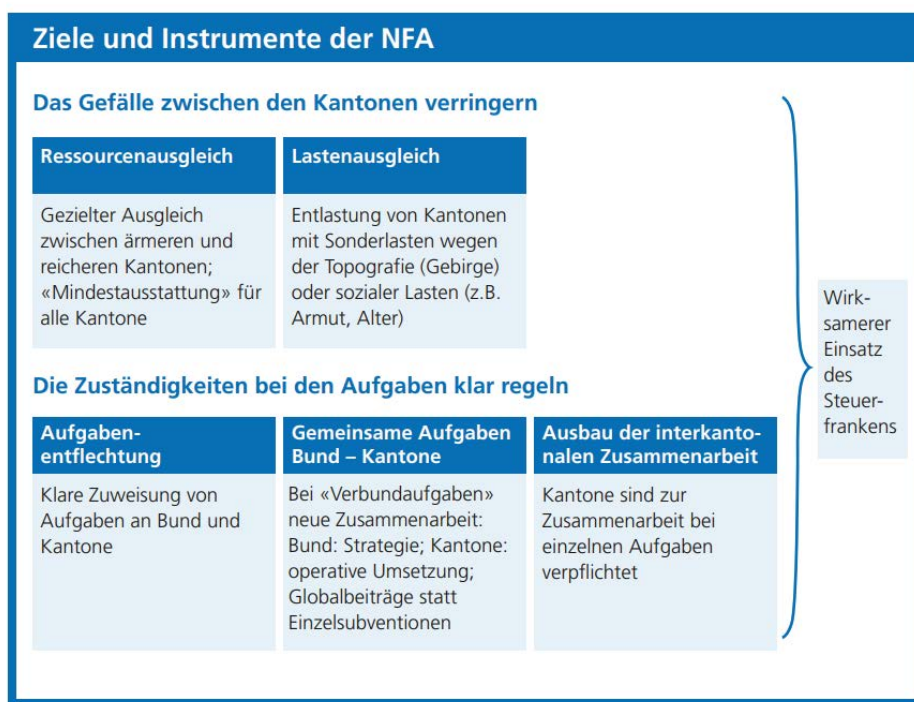 Ziele und Instrumente der NFA
Das Gefälle zwischen den Kantonen verringern
Ressourcenausgleich
Gezielter Ausgleich
zwischen ärmeren und
reicheren Kantonen;
«Mindestausstattung» für
alle Kantone
Lastenausgleich
Entlastung von Kantonen
mit Sonderlasten wegen
der Topografie (Gebirge)
oder sozialer Lasten (z.B.
Armut, Alter)
Die Zuständigkeiten bei den Aufgaben klar regeln
Aufgaben-
entflechtung
Klare Zuweisung von
Aufgaben an Bund und
Kantone
Gemeinsame Aufgaben
Bund – Kantone
Bei «Verbundaufgaben»
neue Zusammenarbeit:
Bund: Strategie; Kantone:
operative Umsetzung;
Globalbeiträge statt
Einzelsubventionen
Ausbau der interkanto-
nalen Zusammenarbeit
Kantone sind zur
Zusammenarbeit bei
einzelnen Aufgaben
verpflichtet
Wirk-
samerer
Einsatz
des
Steuer-
frankens